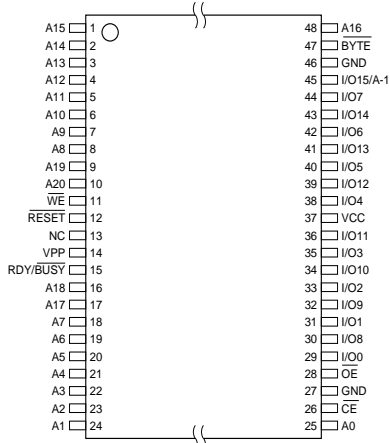 A15 1 48 A16
A14 2 47 BYTE
A13 3 46 GND
A12 4 45 I/O15/A-1
A11 5 44 I/O7
A10 6 43 I/O14
A9 7 42 I/O6
A8 8 41 I/O13
A19 9 40 I/O5
A20 10 39 I/O12
WE 11 38 I/O4
RESET 12 37 VCC
NC 13 36 I/O11
VPP 14 35 I/O3
RDY/BUSY 15 34 I/O10
A18 16 33 I/O2
A17 17 32 I/O9
A7 18 31 I/O1
A6 19 30 I/O8
A5 20 29 I/O0
A4 21 28 OE
A3 22 27 GND
A2 23 26 CE
A1 24 25 A0